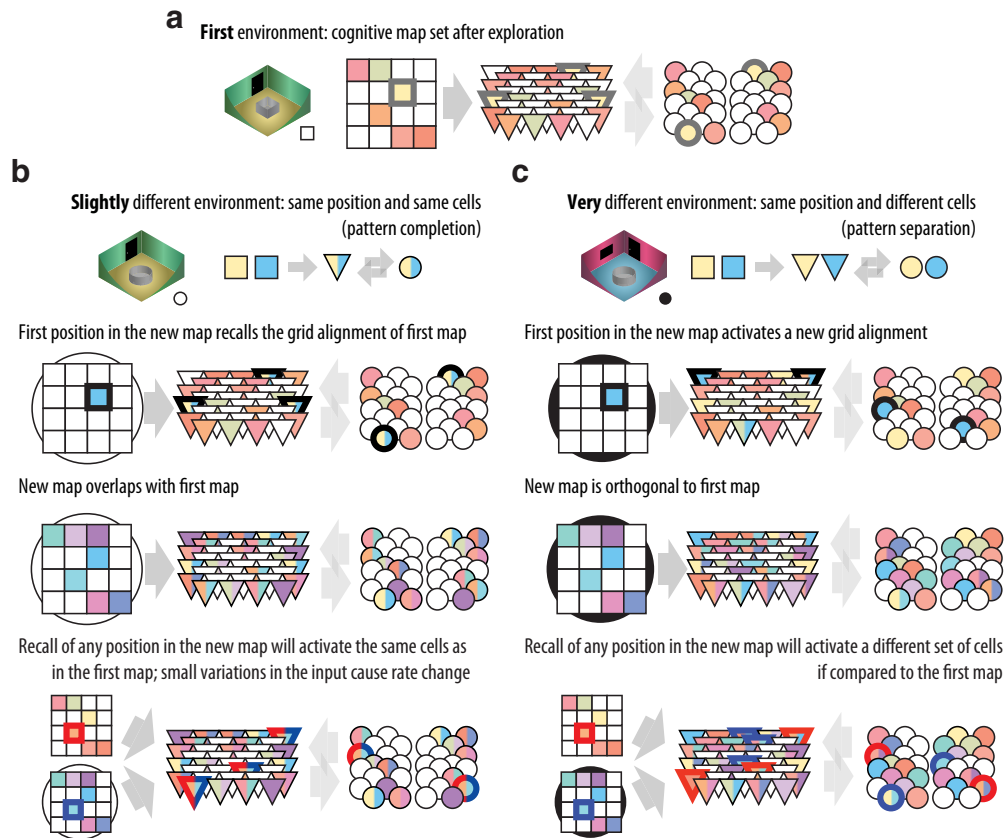 a
First environment: cognitive map set after exploration
b
Slightly different environment: same position and same cells
(pattern completion)
First position in the new map recalls the grid alignment of first map
New map overlaps with first map
Recall of any position in the new map will activate the same cells as
in the first map; small variations in the input cause rate change
c
Very different environment: same position and different cells
(pattern separation)
First position in the new map activates a new grid alignment
New map is orthogonal to first map
Recall of any position in the new map will activate a different set of cells
if compared to the first map